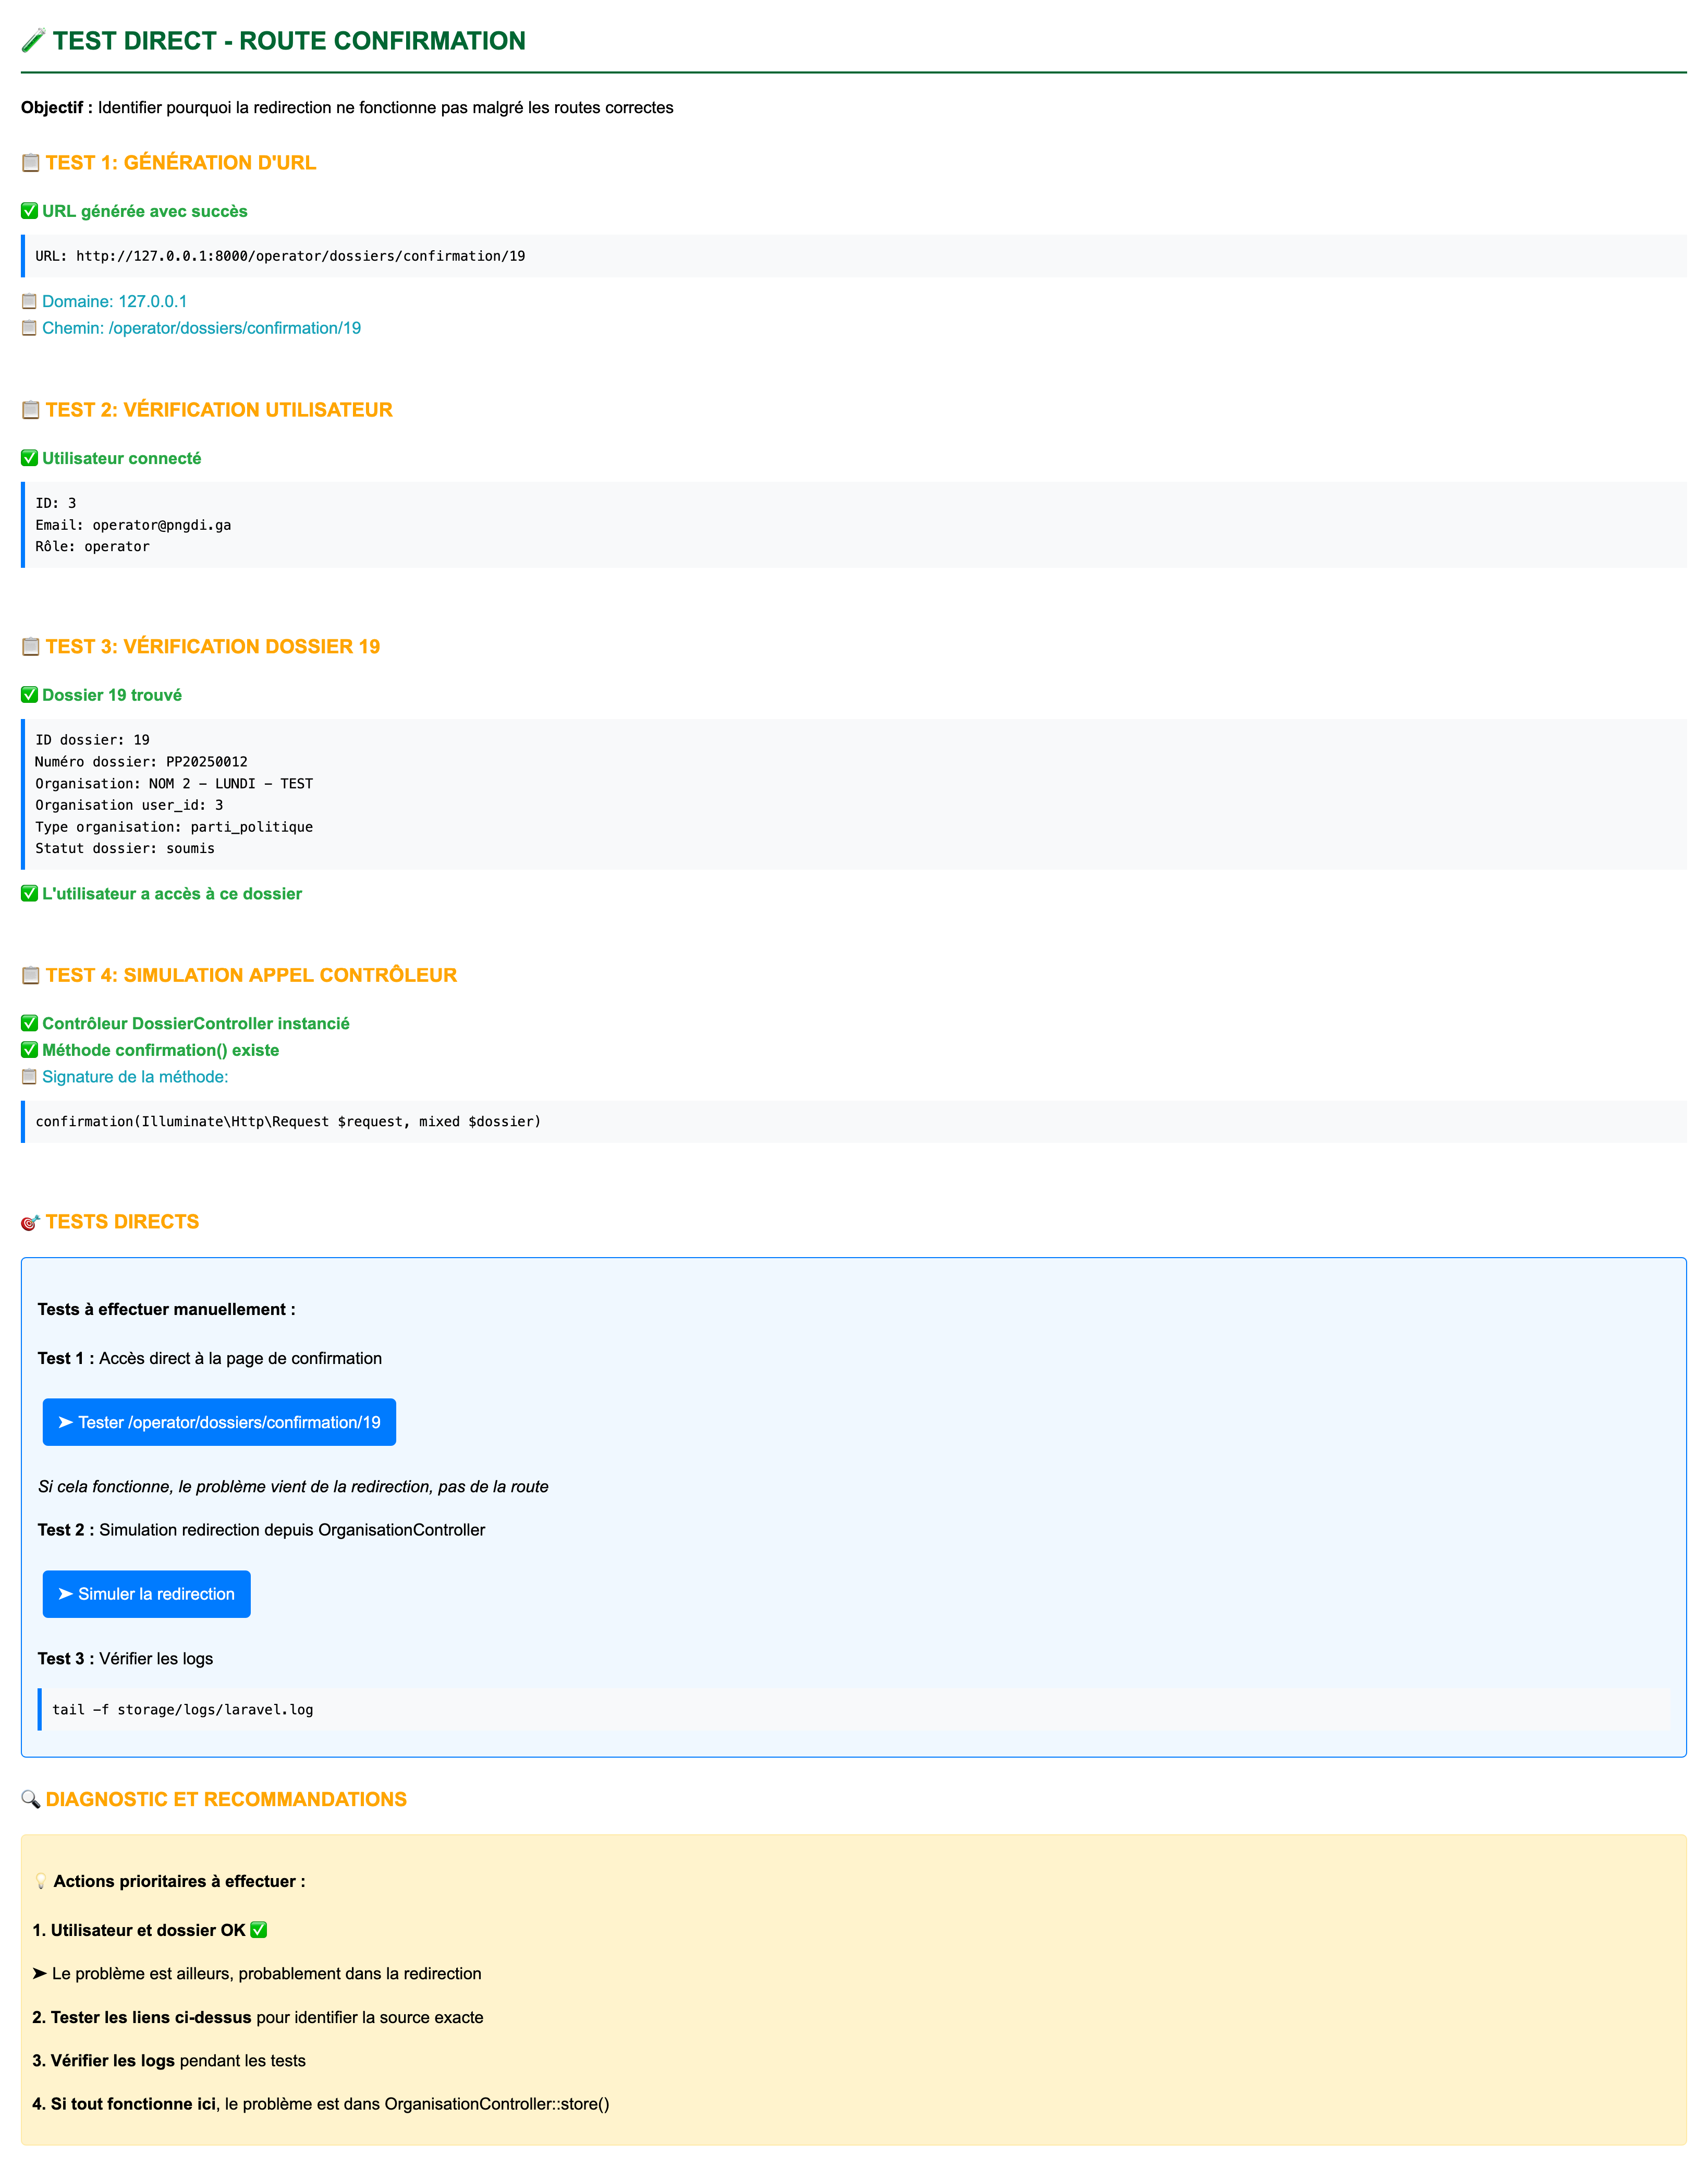 🧪 TEST DIRECT - ROUTE CONFIRMATION
Objectif : Identifier pourquoi la redirection ne fonctionne pas malgré les routes correctes
📋 TEST 1: GÉNÉRATION D'URL
✅ URL générée avec succès
URL: http://127.0.0.1:8000/operator/dossiers/confirmation/19
📋 Domaine: 127.0.0.1
📋 Chemin: /operator/dossiers/confirmation/19
📋 TEST 2: VÉRIFICATION UTILISATEUR
✅ Utilisateur connecté
ID: 3
Email: operator@pngdi.ga
Rôle: operator
📋 TEST 3: VÉRIFICATION DOSSIER 19
✅ Dossier 19 trouvé
ID dossier: 19
Numéro dossier: PP20250012
Organisation: NOM 2 - LUNDI - TEST
Organisation user_id: 3
Type organisation: parti_politique
Statut dossier: soumis
✅ L'utilisateur a accès à ce dossier
📋 TEST 4: SIMULATION APPEL CONTRÔLEUR
✅ Contrôleur DossierController instancié
✅ Méthode confirmation() existe
📋 Signature de la méthode:
confirmation(Illuminate\Http\Request $request, mixed $dossier)
🎯 TESTS DIRECTS
Tests à effectuer manuellement :
Test 1 : Accès direct à la page de confirmation
➤ Tester /operator/dossiers/confirmation/19
Si cela fonctionne, le problème vient de la redirection, pas de la route
Test 2 : Simulation redirection depuis OrganisationController
➤ Simuler la redirection
Test 3 : Vérifier les logs
tail -f storage/logs/laravel.log
🔍 DIAGNOSTIC ET RECOMMANDATIONS
💡 Actions prioritaires à effectuer :
1. Utilisateur et dossier OK ✅
➤ Le problème est ailleurs, probablement dans la redirection
2. Tester les liens ci-dessus pour identifier la source exacte
3. Vérifier les logs pendant les tests
4. Si tout fonctionne ici, le problème est dans OrganisationController::store()